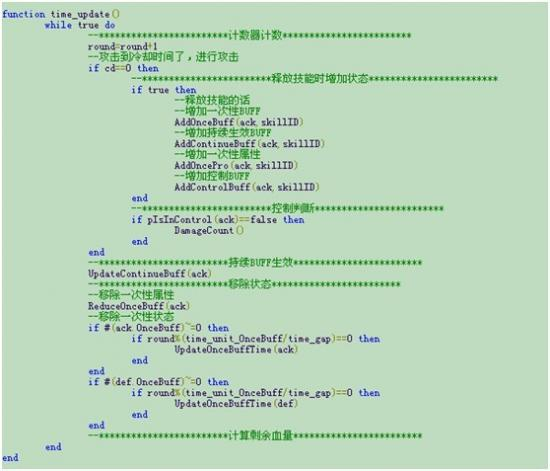 function time_update()
while true do
--************************计数器计数************************
round=round+1
--攻击到冷却时间了，进行攻击
if cd==0 then
--************************释放技能时增加状态************************
if true then
--释放技能的话
--增加一次性BUFF
AddOnceBuff(ack,skillID)
--增加持续生效BUFF
AddContinueBuff(ack,skillID)
--增加一次性属性
AddOncePro(ack,skillID)
--增加控制BUFF
AddControlBuff(ack,skillID)
end
--************************控制判断************************
if pIsInControl(ack)==false then
DamageCount()
end
end
--************************持续BUFF生效************************
UpdateContinueBuff(ack)
--************************移除状态************************
--移除一次性属性
ReduceOnceBuff(ack)
--移除一次性状态
if #(ack.OnceBuff)~=0 then
if round%(time_unit_OnceBuff/time_gap)==0 then
UpdateOnceBuffTime(ack)
end
end
if #(def.OnceBuff)~=0 then
if round%(time_unit_OnceBuff/time_gap)==0 then
UpdateOnceBuffTime(def)
end
end
--************************计算剩余血量************************
end
end